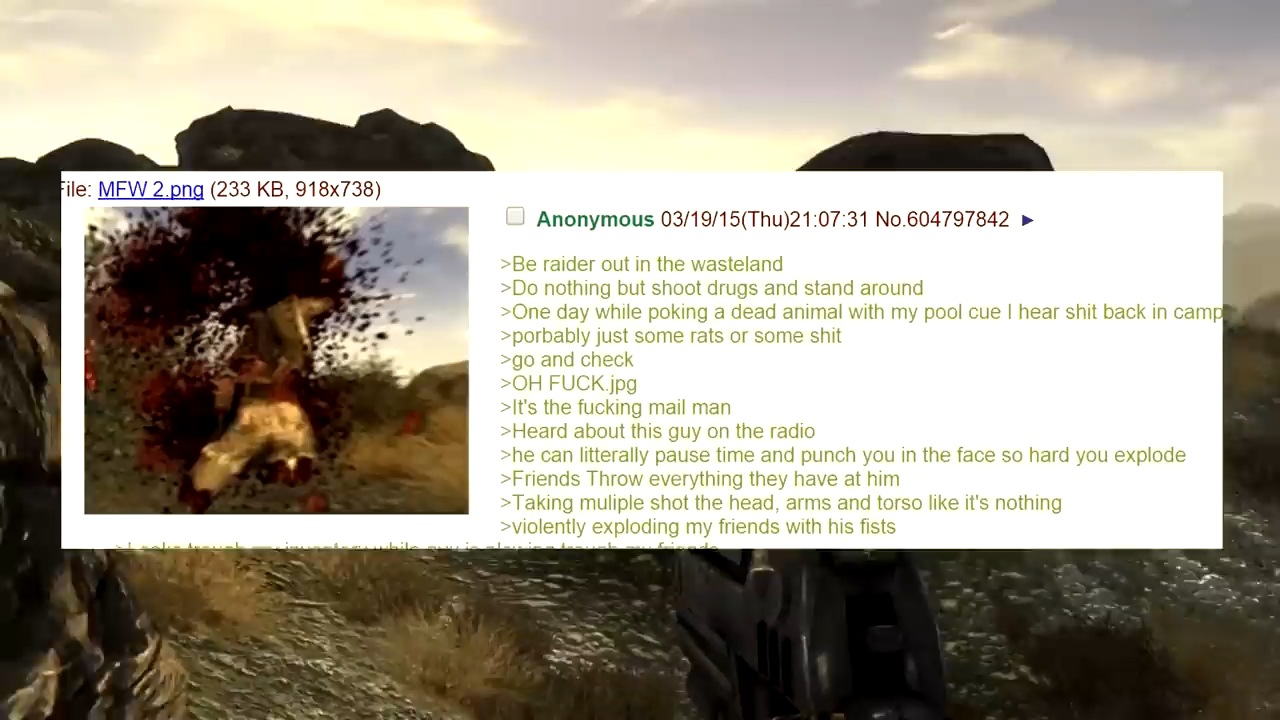 File: MFW 2.png (233 KB, 918x738)
Anonymous 03/19/15(Thu)21:07:31 No.604797842 ►
>Be raider out in the wasteland
>Do nothing but shoot drugs and stand around
>One day while poking a dead animal with my pool cue I hear shit back in camp
>porbably just some rats or some shit
>go and check
>OH FUCK.jpg
>It's the fucking mail man
>Heard about this guy on the radio
>he can litterally pause time and punch you in the face so hard you explode
>Friends Throw everything they have at him
>Taking muliple shot the head, arms and torso like it's nothing
>violently exploding my friends with his fists